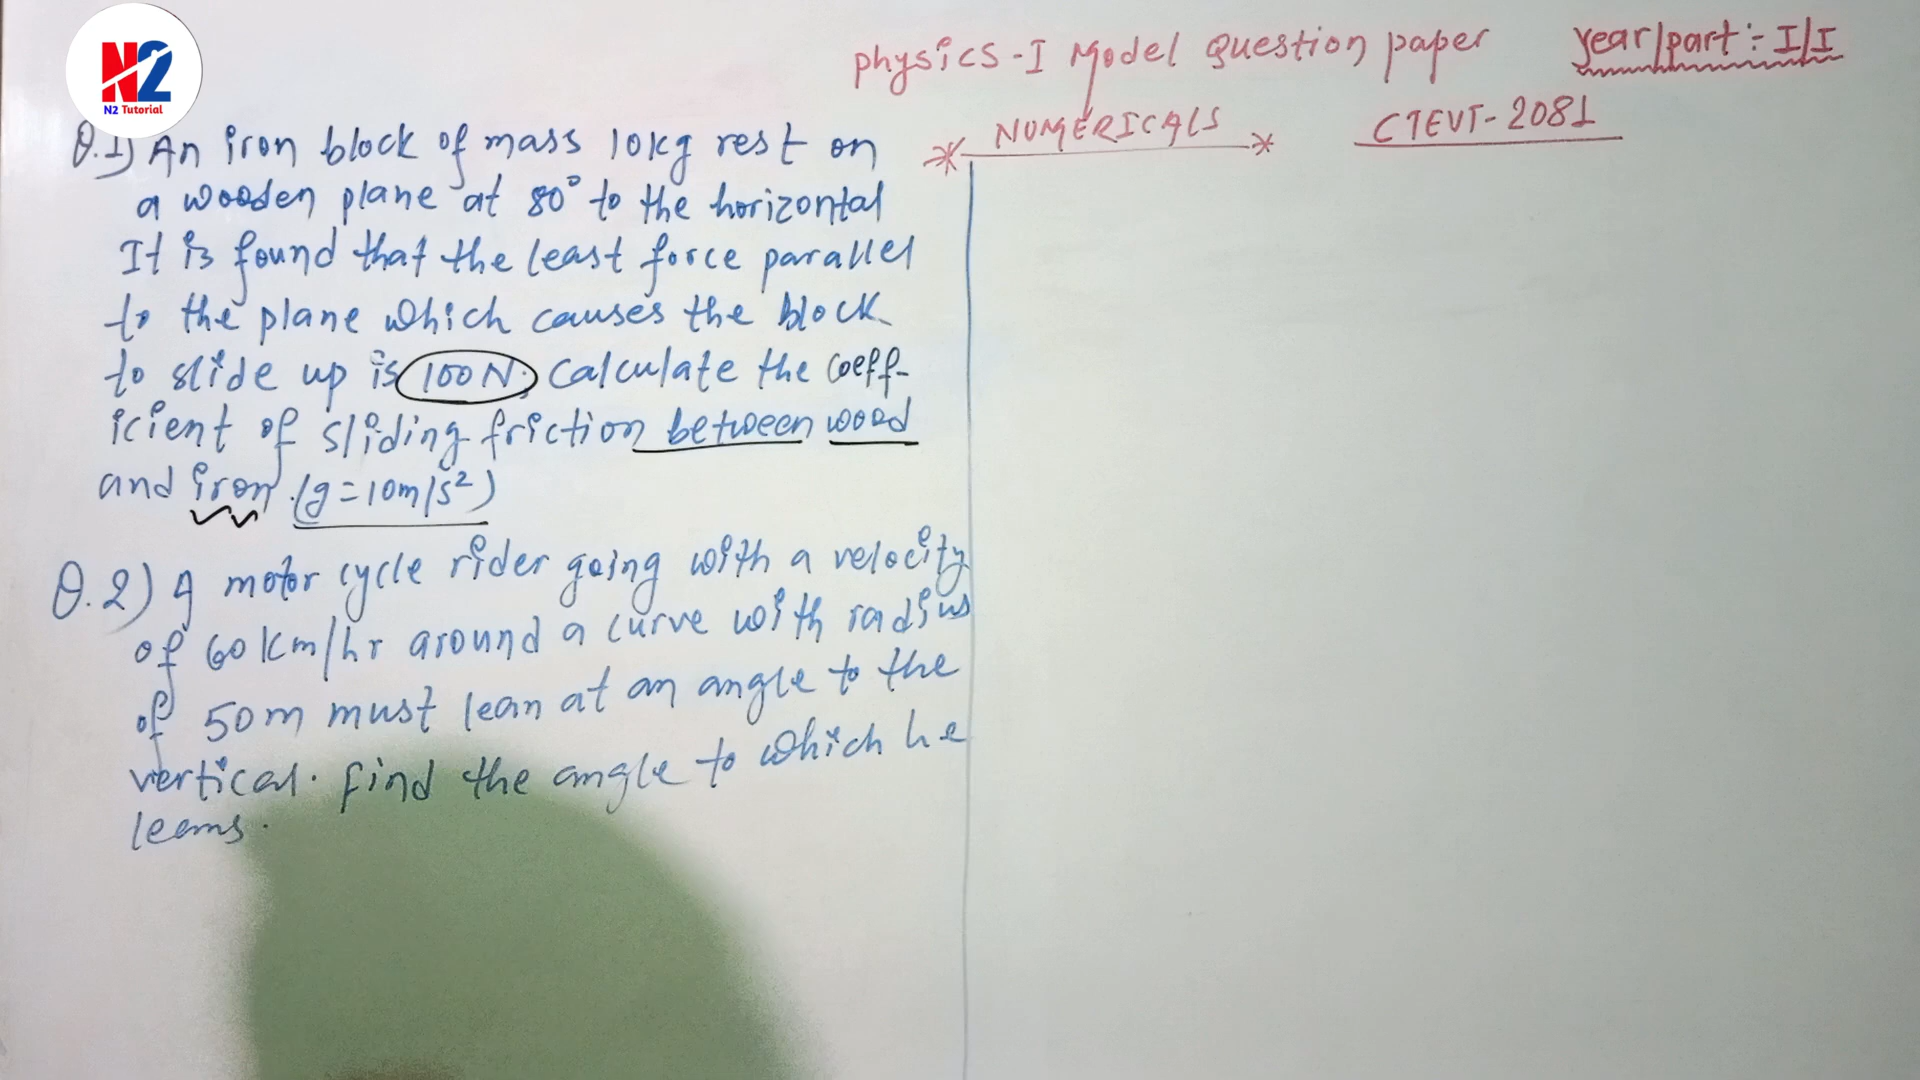 N2
N2 Tutorial
physics-I Model Question paper year/part:- I/I
NUMERICALS
CTEVT-2081
Q.1) An iron block of mass 10kg rest on
a wooden plane at 80° to the horizontal
It is found that the least force parallel
to the plane which causes the block
to slide up is 100N. Calculate the coeff-
icient of sliding friction between wood
and iron. (g=10m/s²)
Q.2) A motor cycle rider going with a velocity
of 60km/hr around a curve with radius
of 50m must lean at an angle to the
vertical. find the angle to which he
leans.